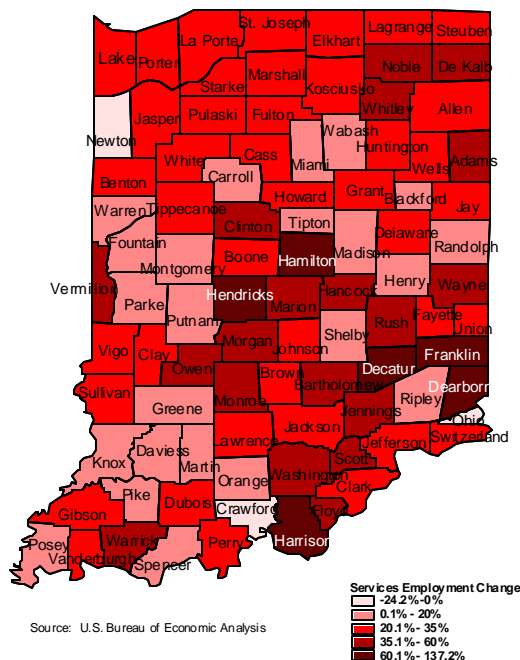 St. Joseph
Lagrange
Steuben
La Porte
Elkhart
Lake
Porter
Noble
De Kalb
Marshall
Starke
Kosciusko
Whitley
Allen
Jasper
Pulaski
Fulton
Newton
Wabash
Huntington
White
Cass
Miami
Wells
Adams
Carroll
Benton
Grant
Blackford
Howard
Jay
Warren
Tippecanoe
Tipton
Clinton
Delaware
Fountain
Madison
Randolph
Boone
Hamilton
Montgomery
Henry
Vermilion
Hendricks
Hancock
Wayne
Parke
Marion
Putnam
Fayette
Rush
Union
Shelby
Morgan
Johnson
Vigo
Clay
Franklin
Owen
Brown
Bartholomew
Decatur
Dearborn
Sullivan
Monroe
Ripley
Greene
Jennings
Ohio
Jackson
Lawrence
Jefferson
Switzerland
Daviess
Knox
Martin
Scott
Washington
Orange
Clark
Pike
Dubois
Crawford
Floyd
Gibson
Harrison
Warrick
Posey
Vanderburgh
Perry
Spencer
Services Employment Change
-24.2%-0%
0.1% - 20%
20.1% - 35%
35.1% - 60%
60.1% - 137.2%
Source: U.S. Bureau of Economic Analysis